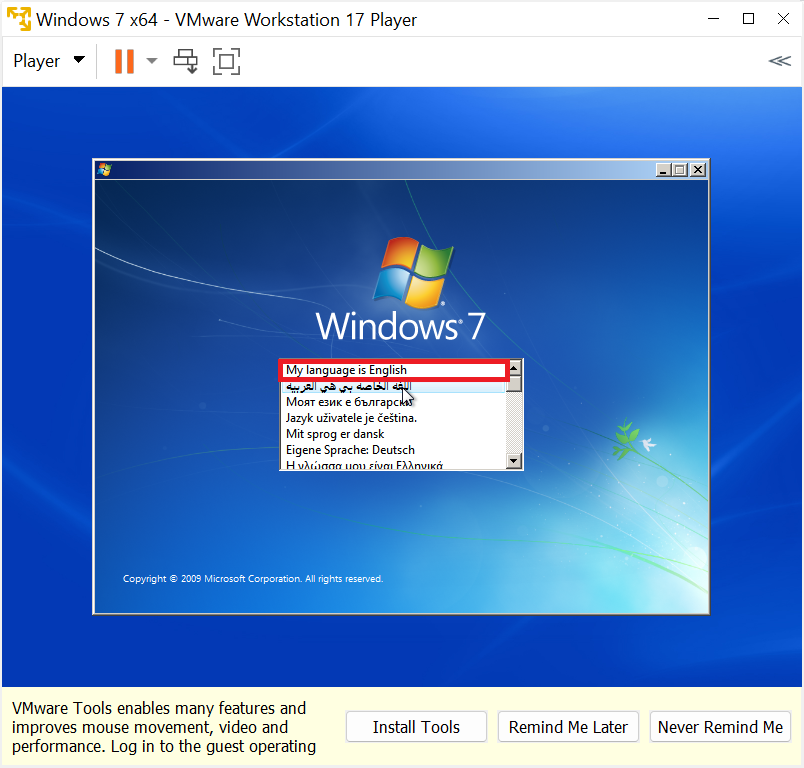 Windows 7 x64 - VMware Workstation 17 Player
Player
Windows 7
My language is English
اللغة الخاصة بي هي العربية
Моят език е български
Jazyk uživatele je čeština.
Mit sprog er dansk
Eigene Sprache: Deutsch
Η γλώσσα μου είναι Ελληνικά
Copyright © 2009 Microsoft Corporation. All rights reserved.
VMware Tools enables many features and
improves mouse movement, video and
performance. Log in to the guest operating
Install Tools
Remind Me Later
Never Remind Me